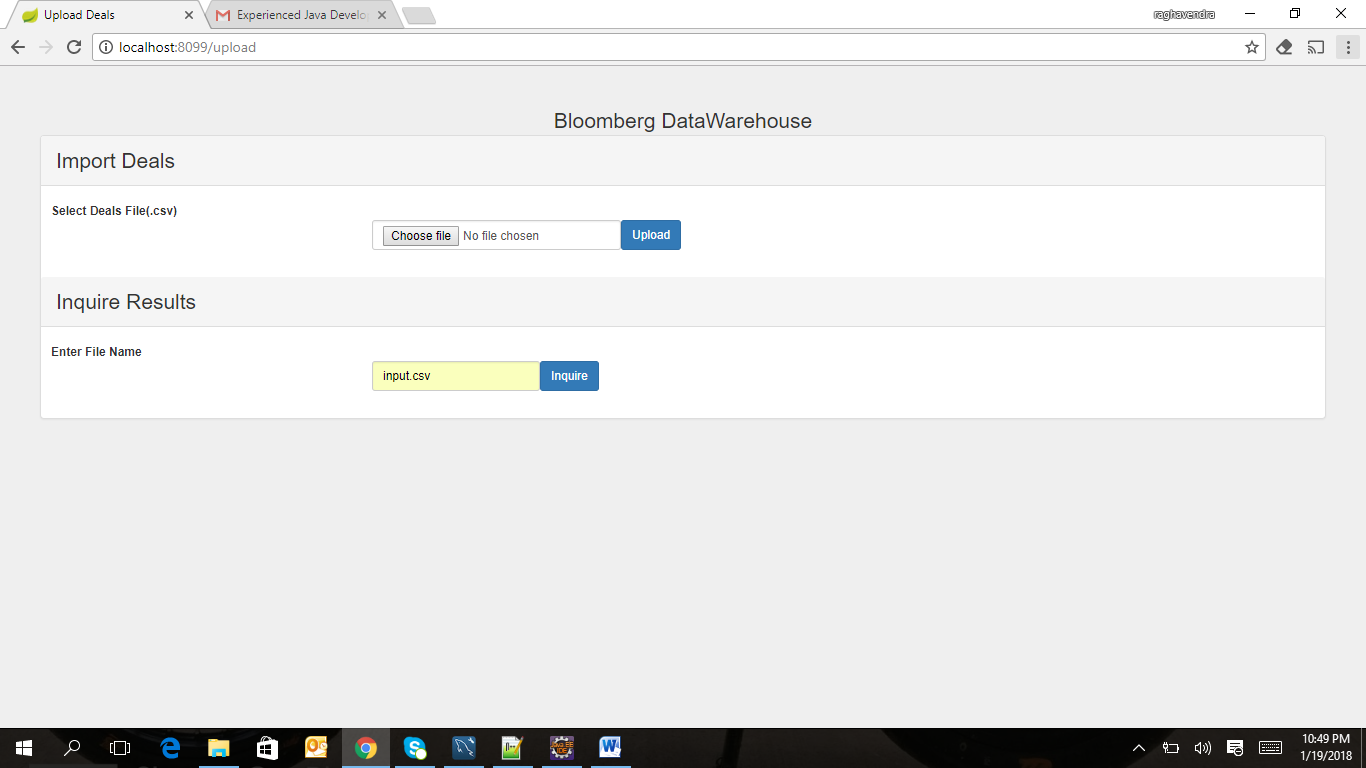 Upload Deals
Experienced Java Develo
raghavendra
localhost:8099/upload
Bloomberg DataWarehouse
Import Deals
Select Deals File(.csv)
Choose file No file chosen Upload
Inquire Results
Enter File Name
input.csv Inquire
10:49 PM
1/19/2018